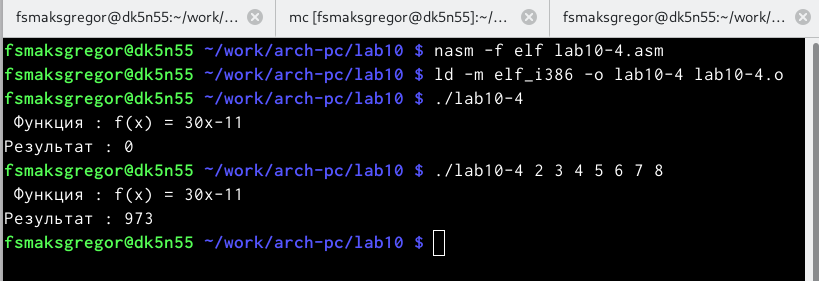 fsmaksgregor@dk5n55:~/work/...
mc [fsmaksgregor@dk5n55]:~/...
fsmaksgregor@dk5n55:~/work/...
fsmaksgregor@dk5n55 ~/work/arch-pc/lab10 $ nasm -f elf lab10-4.asm
fsmaksgregor@dk5n55 ~/work/arch-pc/lab10 $ ld -m elf_i386 -o lab10-4 lab10-4.o
fsmaksgregor@dk5n55 ~/work/arch-pc/lab10 $ ./lab10-4
Функция : f(x) = 30x-11
Результат : 0
fsmaksgregor@dk5n55 ~/work/arch-pc/lab10 $ ./lab10-4 2 3 4 5 6 7 8
Функция : f(x) = 30x-11
Результат : 973
fsmaksgregor@dk5n55 ~/work/arch-pc/lab10 $